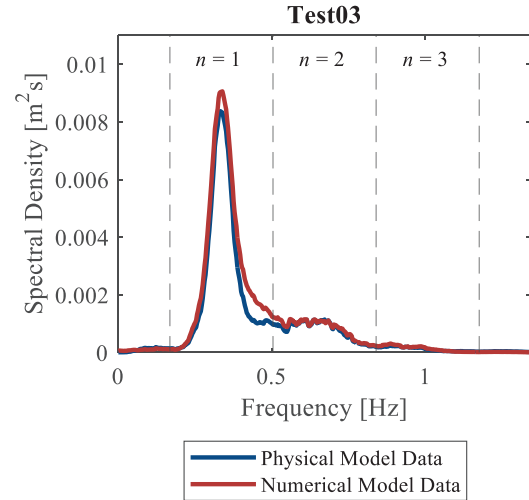 Test03
0.01
0.008
0.006
0.004
0.002
0
Spectral Density [m²s]
n = 1
n = 2
n = 3
0
0.5
1
Frequency [Hz]
Physical Model Data
Numerical Model Data